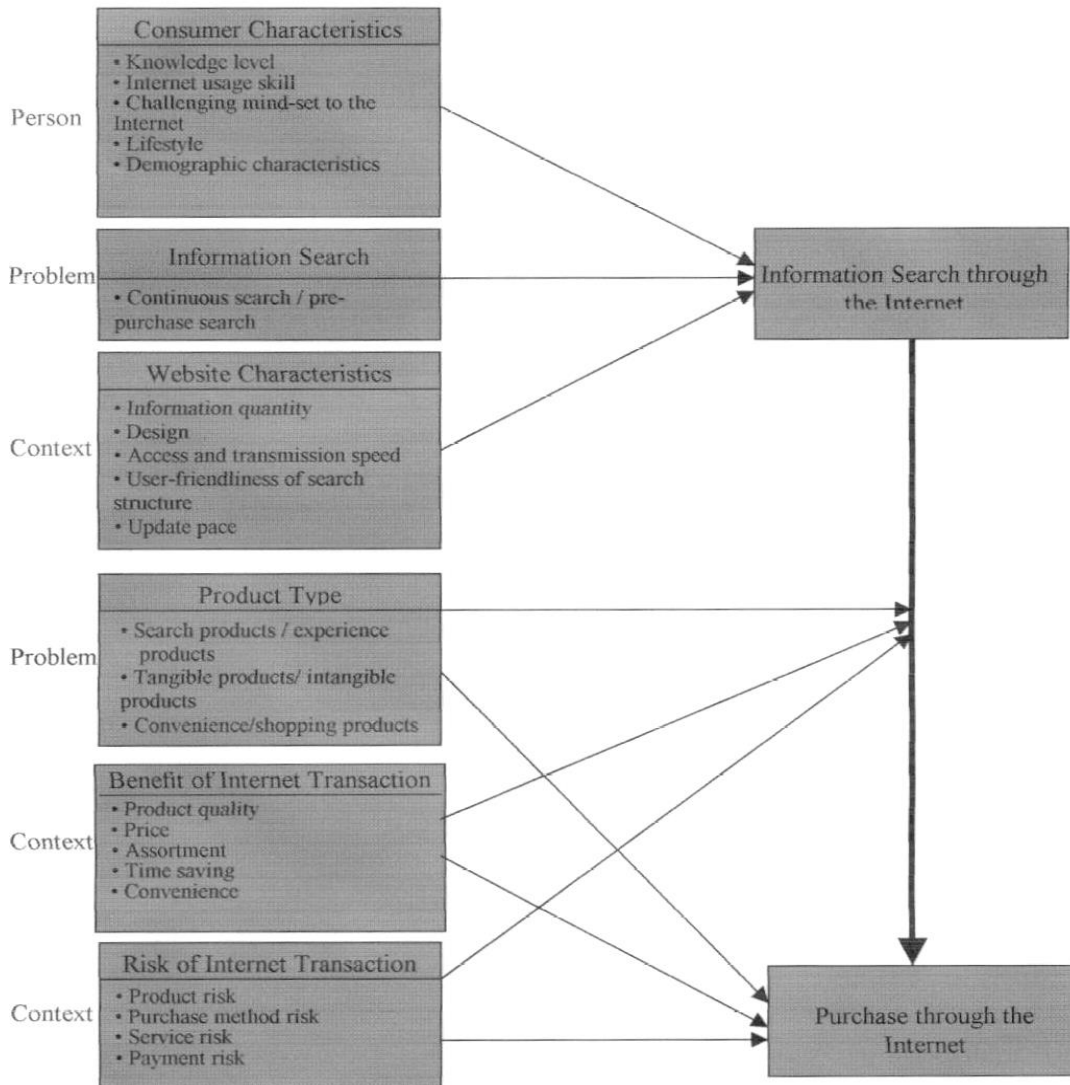 Consumer Characteristics
• Knowledge level
• Internet usage skill
• Challenging mind-set to the
Internet
• Lifestyle
• Demographic characteristics
Person
Information Search
• Continuous search / pre-
purchase search
Problem
Information Search through
the Internet
Website Characteristics
• Information quantity
• Design
• Access and transmission speed
• User-friendliness of search
structure
• Update pace
Context
Product Type
• Search products / experience
products
• Tangible products/ intangible
products
• Convenience/shopping products
Problem
Benefit of Internet Transaction
• Product quality
• Price
• Assortment
• Time saving
• Convenience
Context
Risk of Internet Transaction
• Product risk
• Purchase method risk
• Service risk
• Payment risk
Context
Purchase through the
Internet